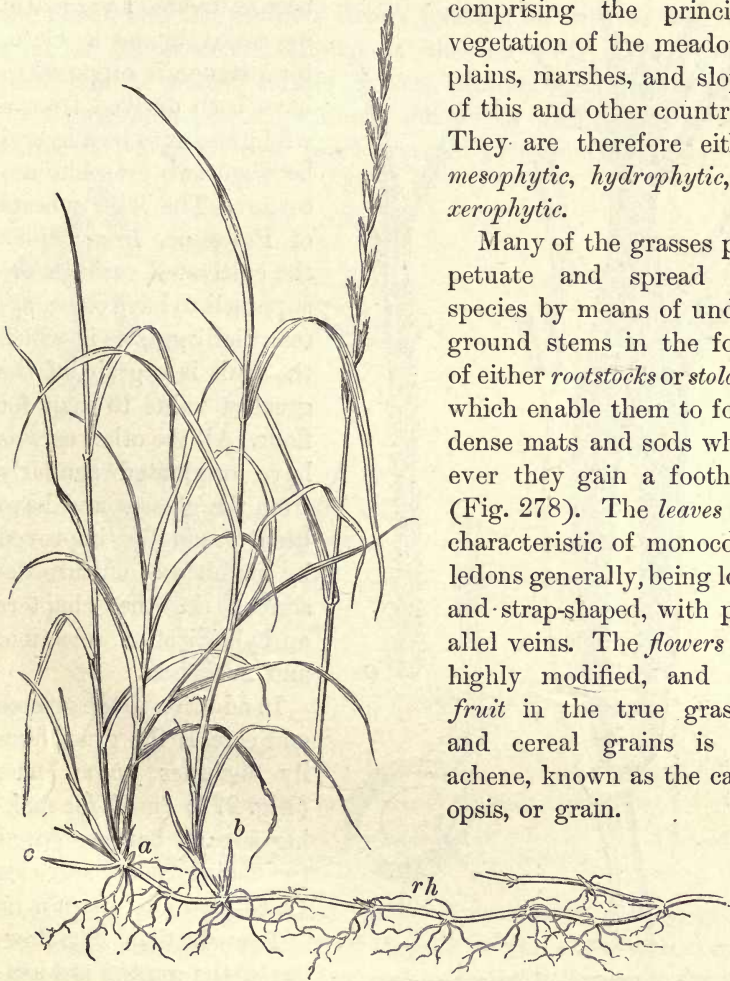 comprising the princi
vegetation of the meado
plains, marshes, and slop
of this and other countr
They are therefore eit
mesophytic, hydrophytic,
xerophytic.
Many of the grasses p
petuate and spread
species by means of und
ground stems in the fo
of either rootstocks or stolo
which enable them to fo
dense mats and sods wh
ever they gain a footh
(Fig. 278). The leaves
characteristic of monoco
ledons generally, being lo
and strap-shaped, with p
allel veins. The flowers
highly modified, and
fruit in the true gras
and cereal grains is
achene, known as the ca
opsis, or grain.
b
a
c
rh